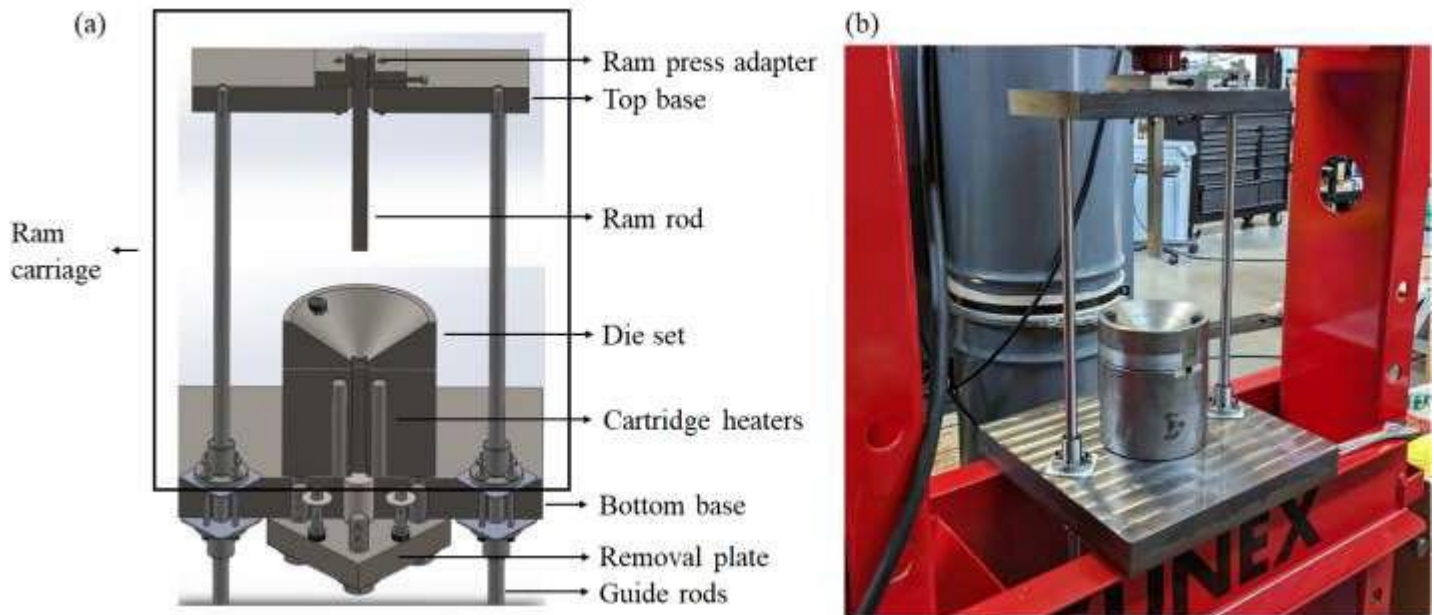 (a)
Ram press adapter
Top base
Ram rod
Ram
carriage
Die set
Cartridge heaters
Bottom base
Removal plate
Guide rods
(b)